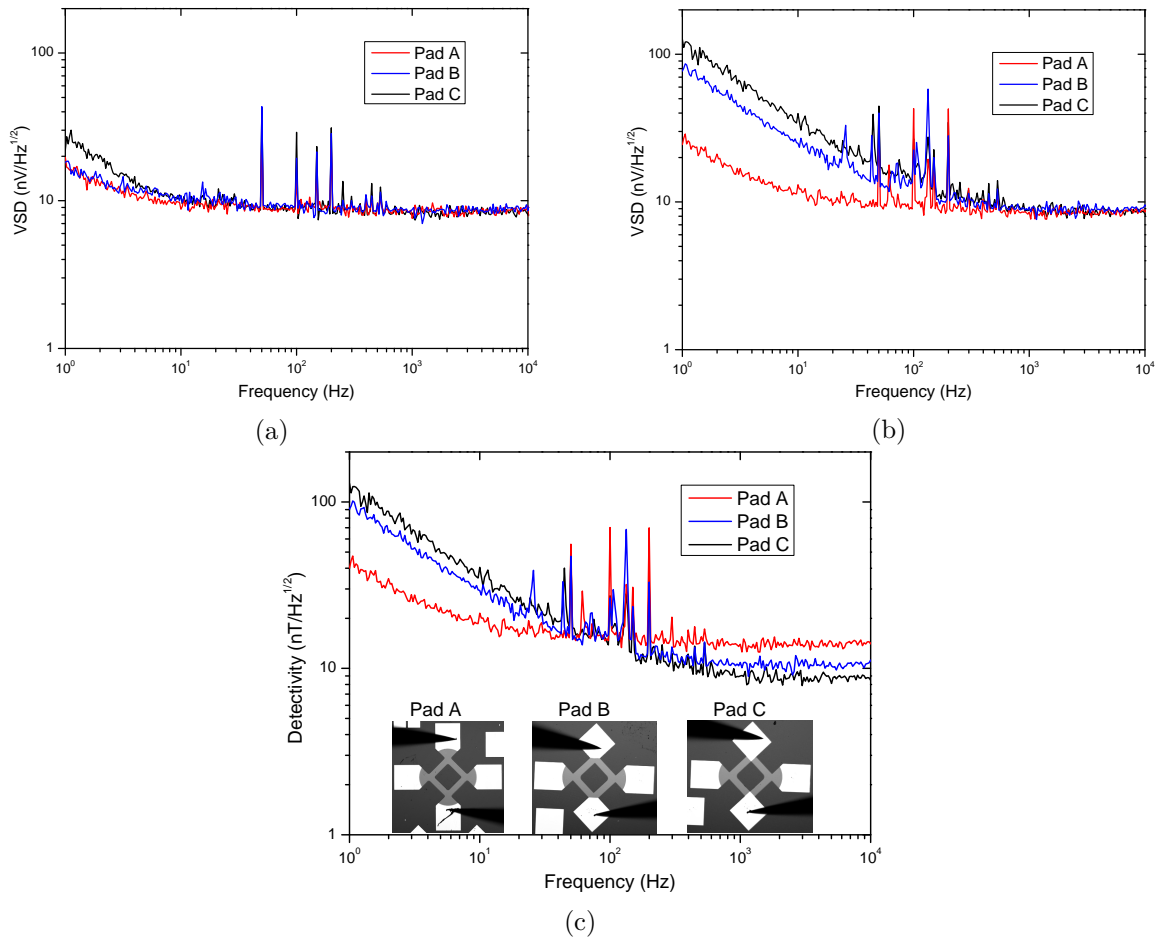 100
10
1
VSD (nV/Hz^1/2)
Pad A
Pad B
Pad C
10^0 10^1 10^2 10^3 10^4
Frequency (Hz)
(a)
100
10
1
VSD (nV/Hz^1/2)
Pad A
Pad B
Pad C
10^0 10^1 10^2 10^3 10^4
Frequency (Hz)
(b)
100
10
1
Detectivity (nT/Hz^1/2)
Pad A
Pad B
Pad C
Pad A Pad B Pad C
10^0 10^1 10^2 10^3 10^4
Frequency (Hz)
(c)